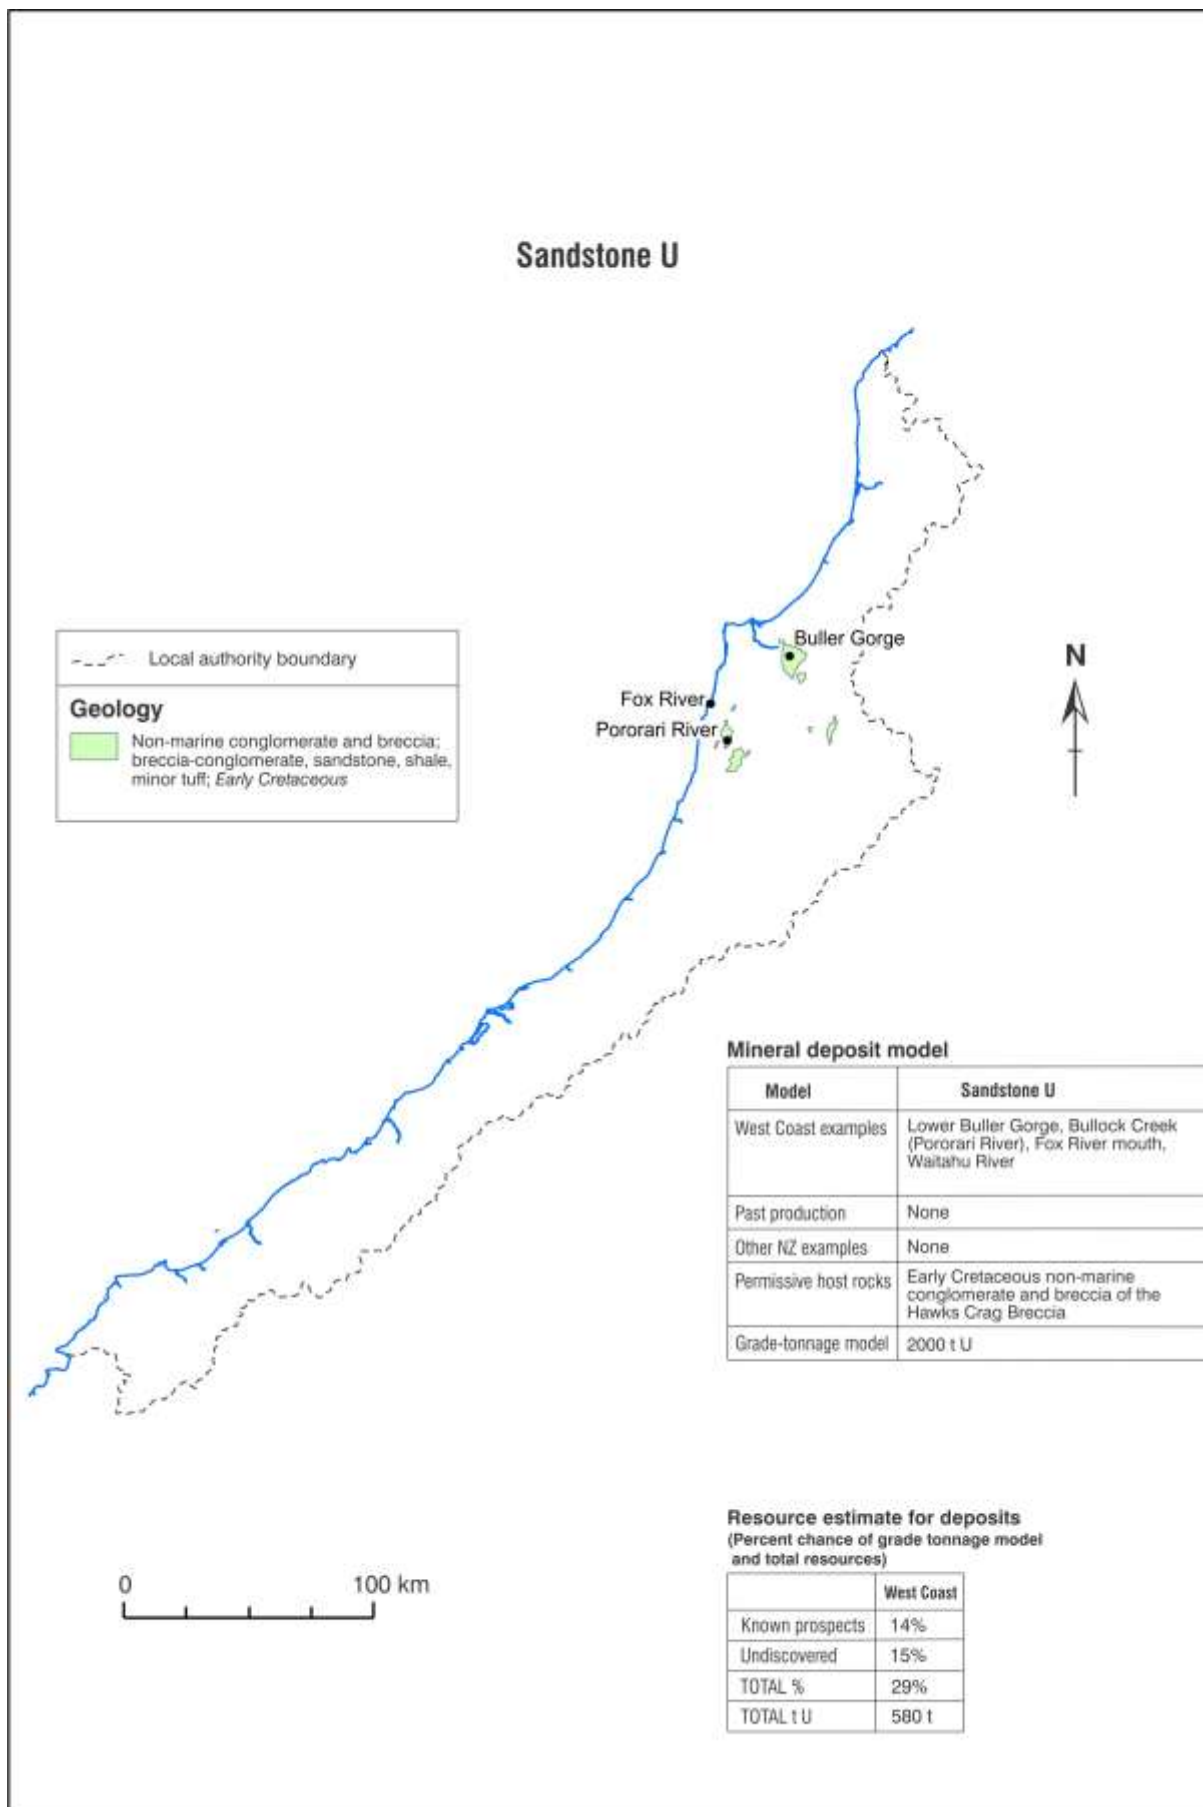 Sandstone U
Buller Gorge
Fox River
Pororari River
N
Local authority boundary
Geology
Non-marine conglomerate and breccia;
breccia-conglomerate, sandstone, shale,
minor tuff; Early Cretaceous
Mineral deposit model
Model Sandstone U
West Coast examples Lower Buller Gorge, Bullock Creek
(Pororari River), Fox River mouth,
Waitahu River
Past production None
Other NZ examples None
Permissive host rocks Early Cretaceous non-marine
conglomerate and breccia of the
Hawks Crag Breccia
Grade-tonnage model 2000 t U
Resource estimate for deposits
(Percent chance of grade tonnage model
and total resources)
West Coast
Known prospects 14%
Undiscovered 15%
TOTAL % 29%
TOTAL t U 580 t
0 100 km